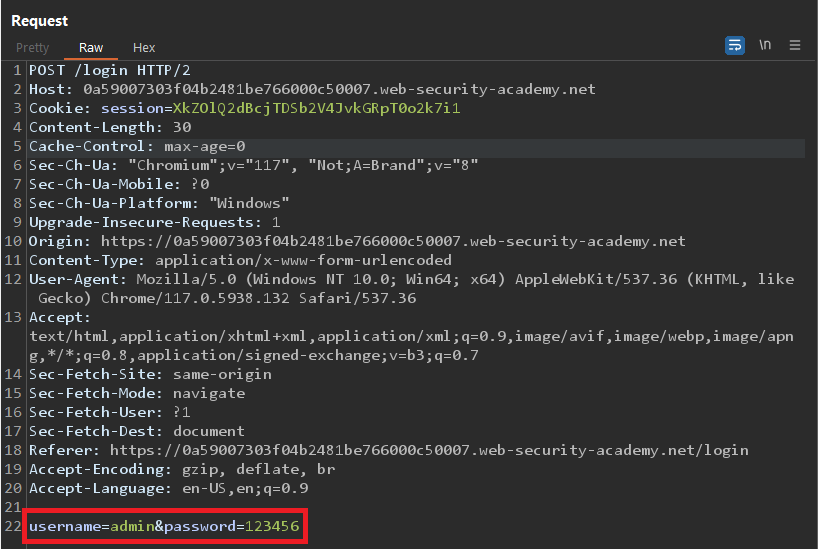 Request
Pretty Raw Hex
\n
1 POST /login HTTP/2
2 Host: 0a59007303f04b2481be766000c50007.web-security-academy.net
3 Cookie: session=XkZOlQ2dBcjTDSb2V4JvkGRpT0o2k7i1
4 Content-Length: 30
5 Cache-Control: max-age=0
6 Sec-Ch-Ua: "Chromium";v="117", "Not;A=Brand";v="8"
7 Sec-Ch-Ua-Mobile: ?0
8 Sec-Ch-Ua-Platform: "Windows"
9 Upgrade-Insecure-Requests: 1
10 Origin: https://0a59007303f04b2481be766000c50007.web-security-academy.net
11 Content-Type: application/x-www-form-urlencoded
12 User-Agent: Mozilla/5.0 (Windows NT 10.0; Win64; x64) AppleWebKit/537.36 (KHTML, like
Gecko) Chrome/117.0.5938.132 Safari/537.36
13 Accept:
text/html,application/xhtml+xml,application/xml;q=0.9,image/avif,image/webp,image/apn
g,*/*;q=0.8,application/signed-exchange;v=b3;q=0.7
14 Sec-Fetch-Site: same-origin
15 Sec-Fetch-Mode: navigate
16 Sec-Fetch-User: ?1
17 Sec-Fetch-Dest: document
18 Referer: https://0a59007303f04b2481be766000c50007.web-security-academy.net/login
19 Accept-Encoding: gzip, deflate, br
20 Accept-Language: en-US,en;q=0.9
21
22 username=admin&password=123456